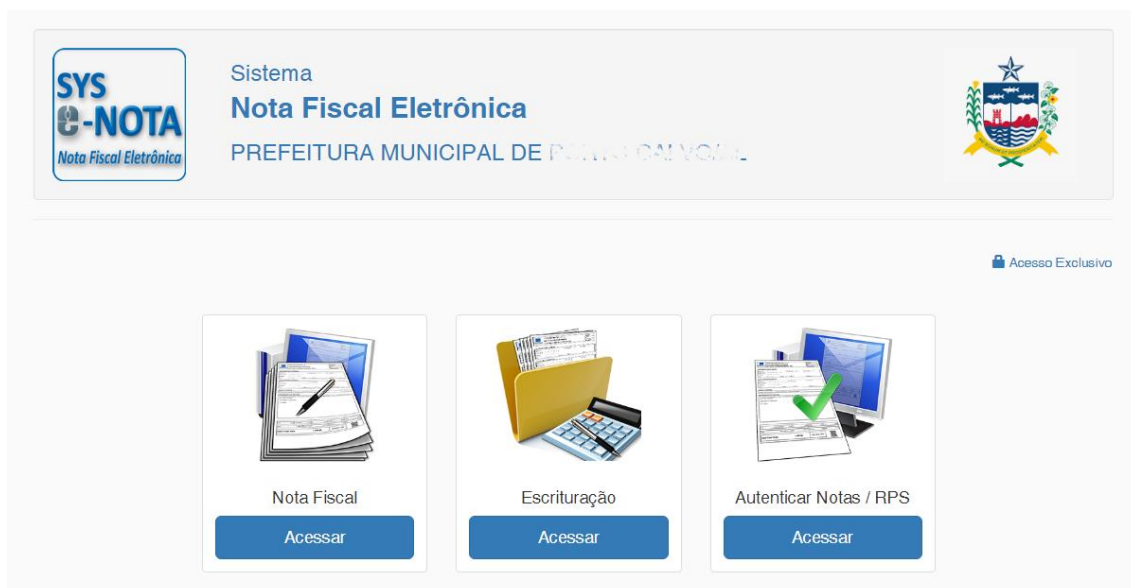 SYS
e-NOTA
Nota Fiscal Eletrônica
Sistema
Nota Fiscal Eletrônica
PREFEITURA MUNICIPAL DE
Acesso Exclusivo
Nota Fiscal
Escrituração
Autenticar Notas / RPS
Acessar
Acessar
Acessar